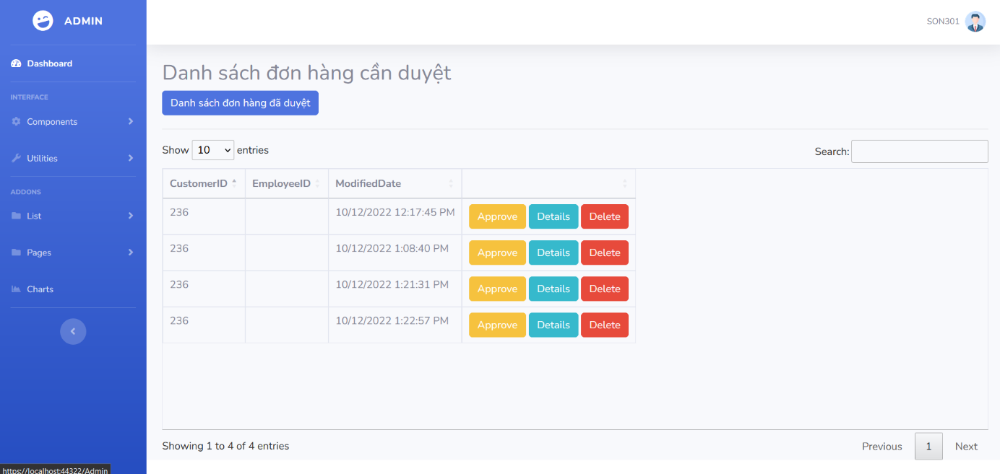 ADMIN
SON301
Dashboard
INTERFACE
Components
Utilities
ADDONS
List
Pages
Charts
Danh sách đơn hàng cần duyệt
Danh sách đơn hàng đã duyệt
Show 10 entries
Search:
CustomerID EmployeeID ModifiedDate
236 10/12/2022 12:17:45 PM Approve Details Delete
236 10/12/2022 1:08:40 PM Approve Details Delete
236 10/12/2022 1:21:31 PM Approve Details Delete
236 10/12/2022 1:22:57 PM Approve Details Delete
Showing 1 to 4 of 4 entries
Previous 1 Next
https://localhost:44322/Admin